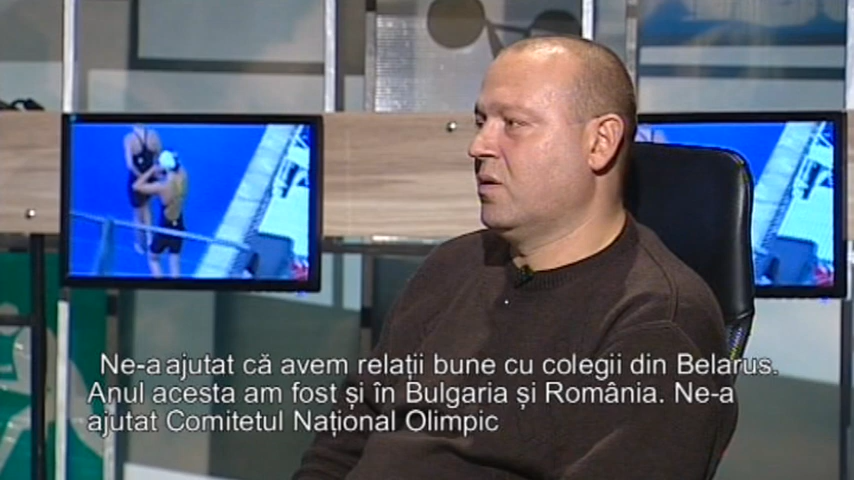 Ne-a ajutat că avem relații bune cu colegii din Belarus.
Anul acesta am fost și în Bulgaria și România. Ne-a
ajutat Comitetul Național Olimpic